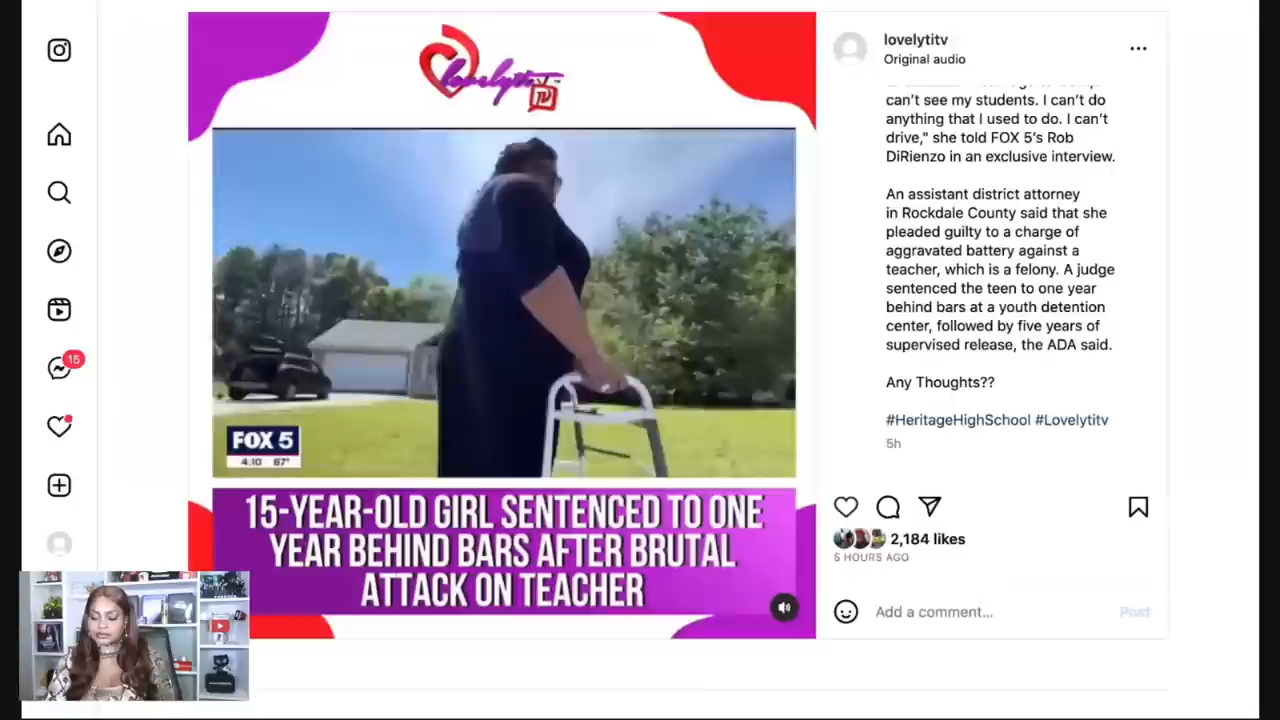 lovelytitv
Original audio
can't see my students. I can't do
anything that I used to do. I can't
drive," she told FOX 5's Rob
DiRienzo in an exclusive interview.
An assistant district attorney
in Rockdale County said that she
pleaded guilty to a charge of
aggravated battery against a
teacher, which is a felony. A judge
sentenced the teen to one year
behind bars at a youth detention
center, followed by five years of
supervised release, the ADA said.
Any Thoughts??
#HeritageHighSchool #Lovelytitv
5h
15
FOX 5
4:10 67°
15-YEAR-OLD GIRL SENTENCED TO ONE
YEAR BEHIND BARS AFTER BRUTAL
ATTACK ON TEACHER
2,184 likes
6 HOURS AGO
Add a comment...
Post